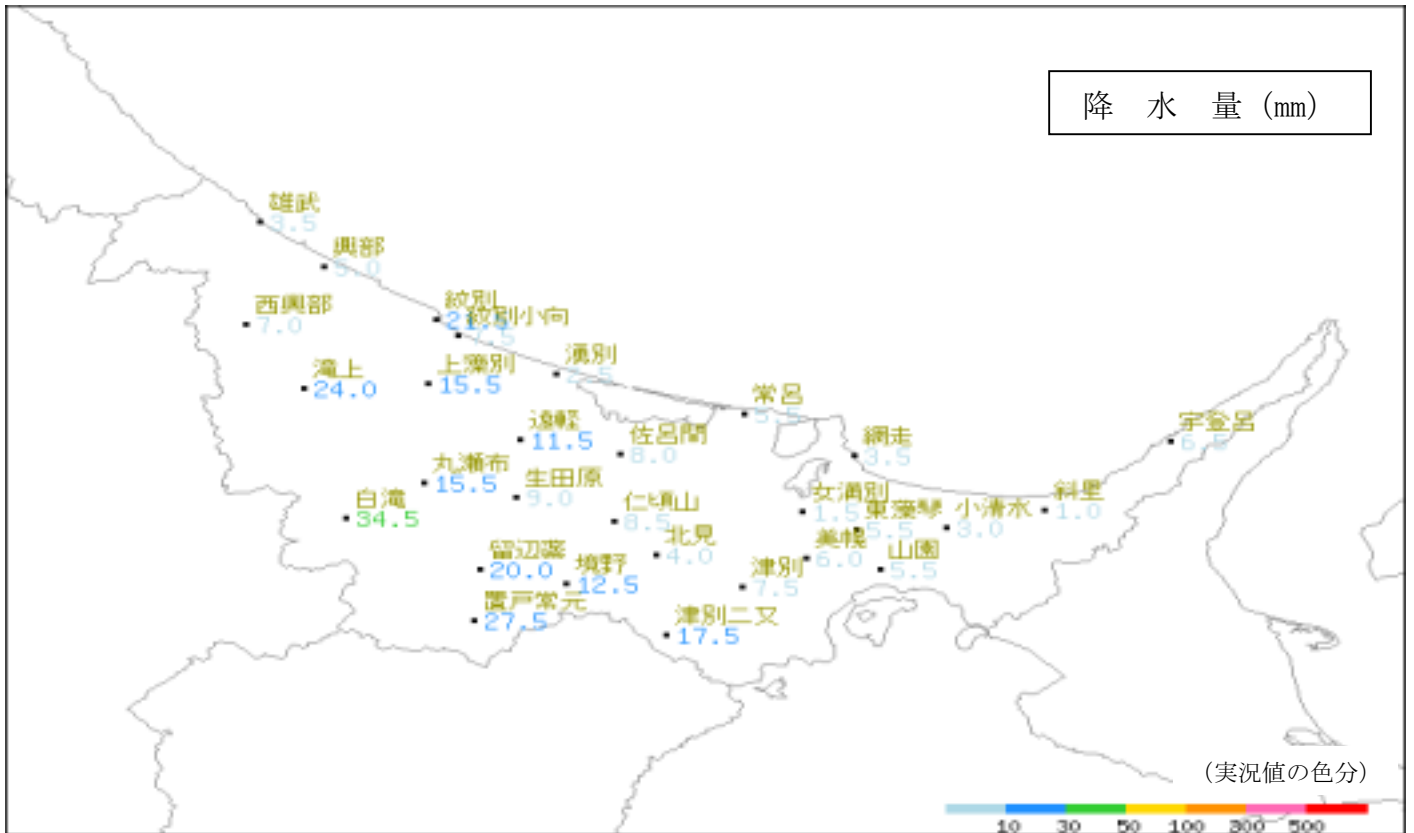 降 水 量 (mm)
雄武
3.5
興部
5.0
西興部
7.0
紋別
紋別小向
7.5
滝上
24.0
上藻別
15.5
湧別
常呂
5.5
遠軽
11.5
佐呂間
8.0
網走
3.5
宇登呂
6.5
丸瀬布
15.5
生田原
9.0
白滝
34.5
仁頃山
8.5
女満別
1.5
東藻琴
5.5
小清水
3.0
斜里
1.0
北見
4.0
美幌
6.0
山園
5.5
留辺蘂
20.0
境野
12.5
津別
7.5
置戸常元
27.5
津別二又
17.5
(実況値の色分)
10 30 50 100 300 500